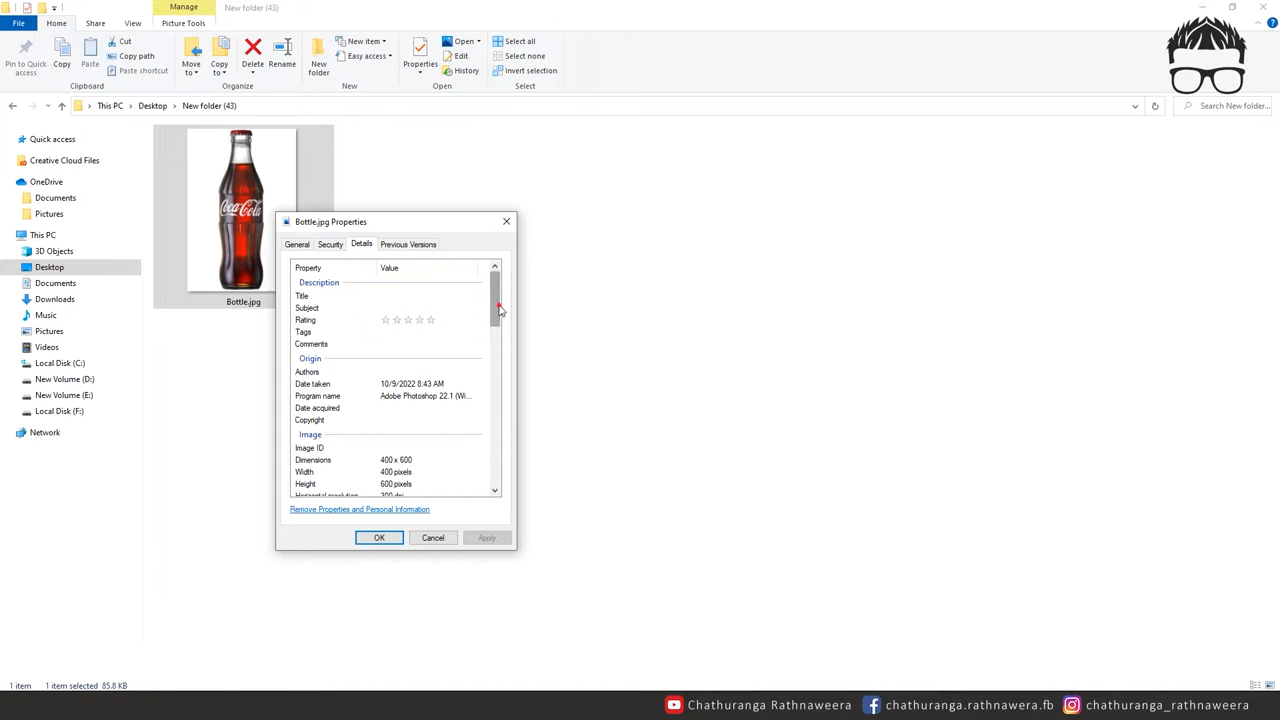 Manage
New folder (43)
File
Home
Share
View
Picture Tools
Pin to Quick access
Copy
Paste
Cut
Copy path
Paste shortcut
Clipboard
Move to
Copy to
Delete
Rename
Organize
New folder
New item
Easy access
New
Properties
Open
Edit
History
Open
Select all
Select none
Invert selection
Select
This PC
Desktop
New folder (43)
Search New folder...
Quick access
Creative Cloud Files
OneDrive
Documents
Pictures
This PC
3D Objects
Desktop
Documents
Downloads
Music
Pictures
Videos
Local Disk (C:)
New Volume (D:)
New Volume (E:)
Local Disk (F:)
Network
Coca-Cola
Bottle.jpg
Bottle.jpg Properties
General
Security
Details
Previous Versions
Property
Value
Description
Title
Subject
Rating
Tags
Comments
Origin
Authors
Date taken 10/9/2022 8:43 AM
Program name Adobe Photoshop 22.1 (Wi...
Date acquired
Copyright
Image
Image ID
Dimensions 400 x 600
Width 400 pixels
Height 600 pixels
Horizontal resolution 300 dpi
Remove Properties and Personal Information
OK
Cancel
Apply
1 item
1 item selected 85.8 KB
Chathuranga Rathnaweera
chathuranga.rathnawera.fb
chathuranga_rathnaweera